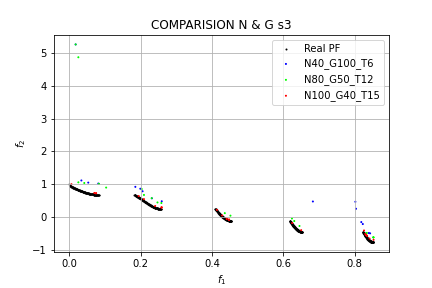 COMPARISION N & G s3
Real PF
N40_G100_T6
N80_G50_T12
N100_G40_T15
5
4
3
2
1
0
−1
f2
0.0 0.2 0.4 0.6 0.8
f1